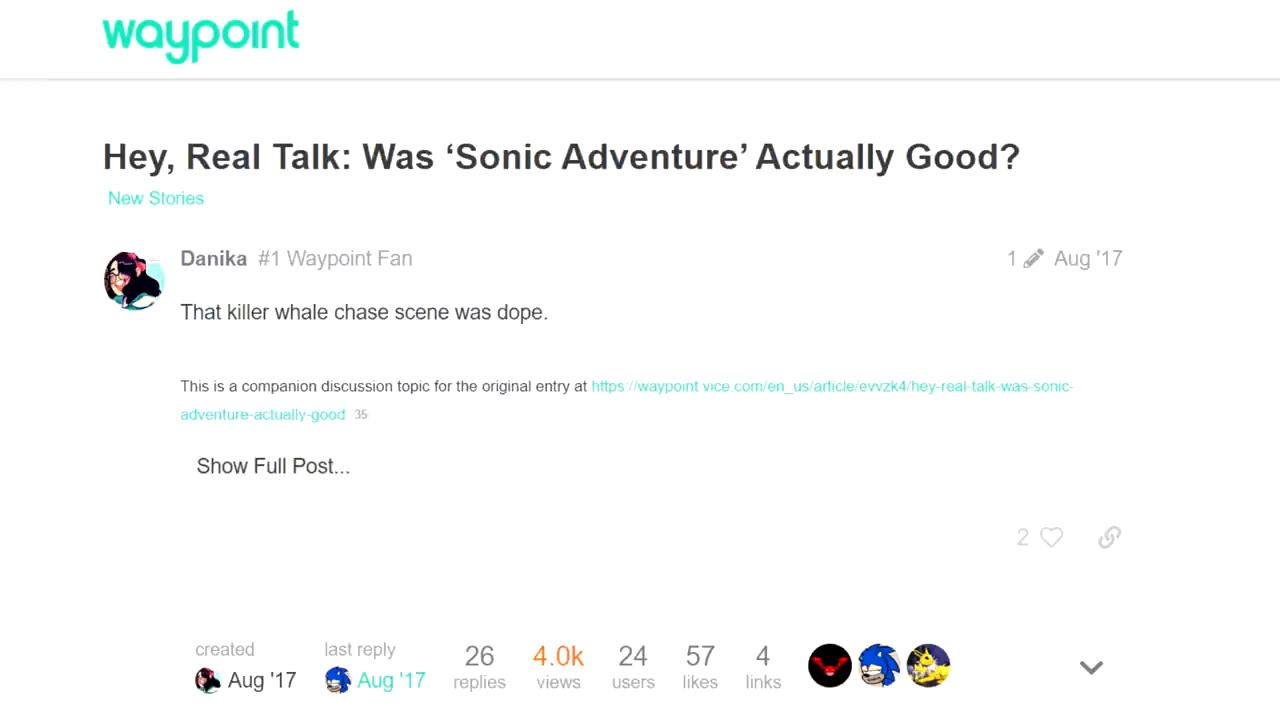 waypoint
Hey, Real Talk: Was ‘Sonic Adventure’ Actually Good?
New Stories
Danika #1 Waypoint Fan 1 Aug '17
That killer whale chase scene was dope.
This is a companion discussion topic for the original entry at https://waypoint.vice.com/en_us/article/evvzk4/hey-real-talk-was-sonic-
adventure-actually-good 35
Show Full Post...
2
created last reply 26 4.0k 24 57 4
Aug '17 Aug '17 replies views users likes links